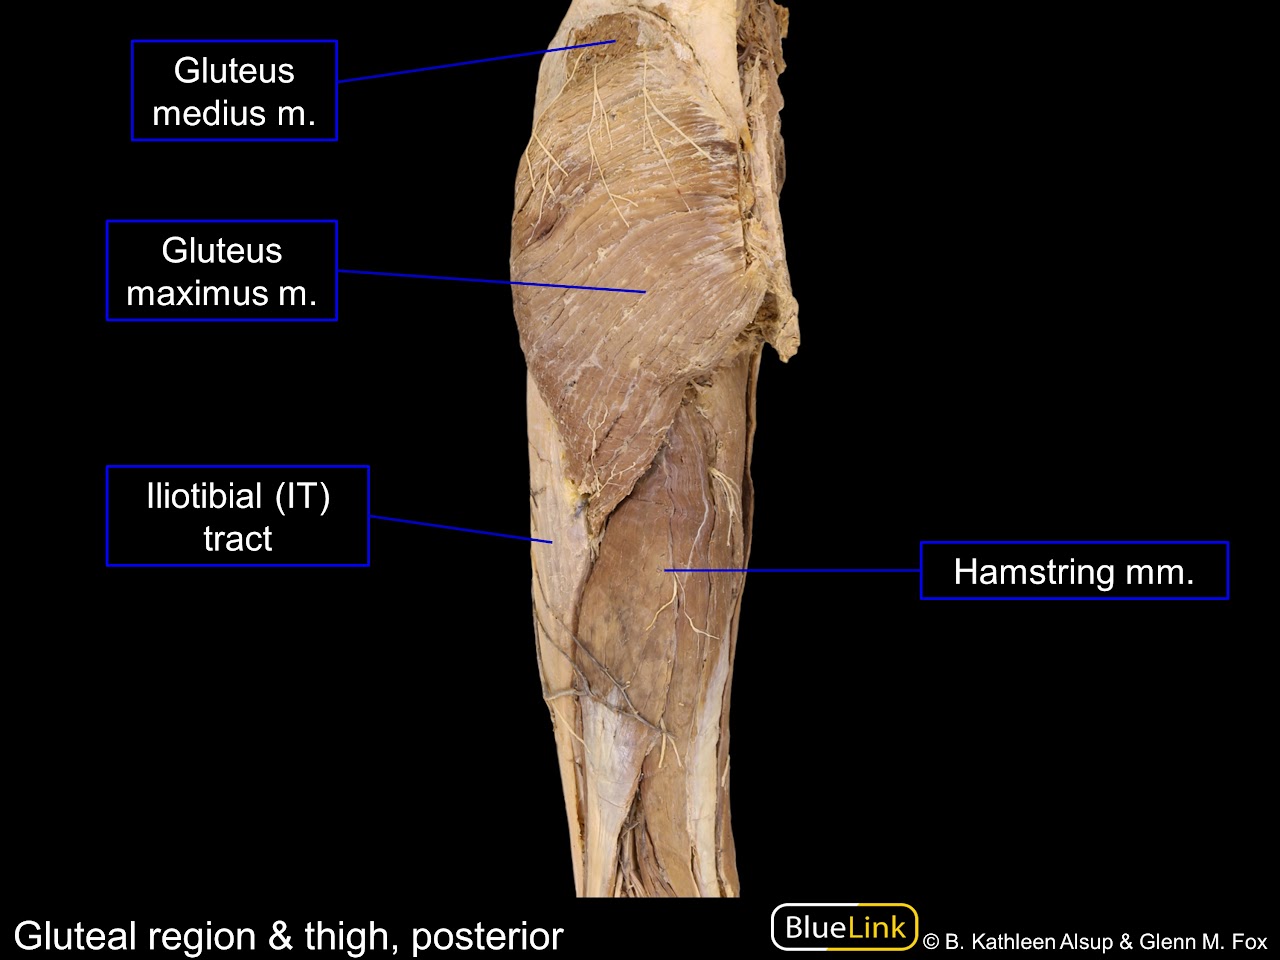 Gluteus
medius m.
Gluteus
maximus m.
Iliotibial (IT)
tract
Hamstring mm.
Gluteal region & thigh, posterior
BlueLink
© B. Kathleen Alsup & Glenn M. Fox